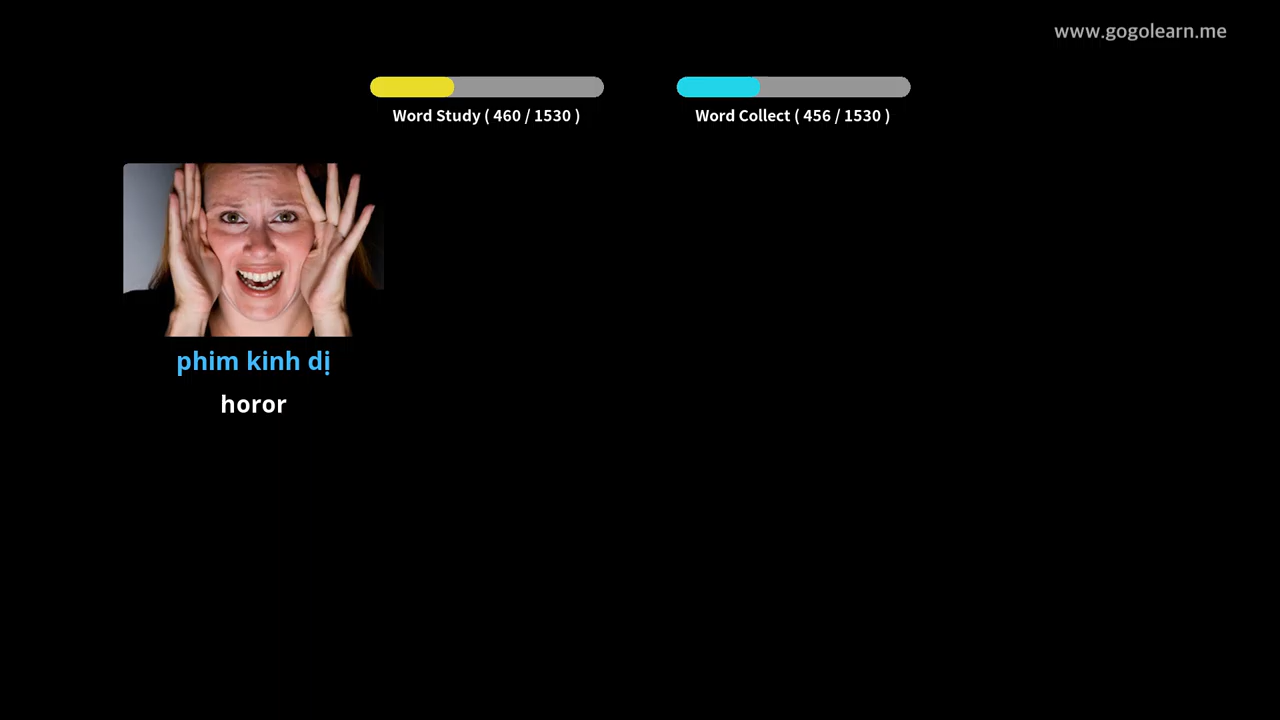 www.gogolearn.me
Word Study ( 460 / 1530 )
Word Collect ( 456 / 1530 )
phim kinh dị
horor